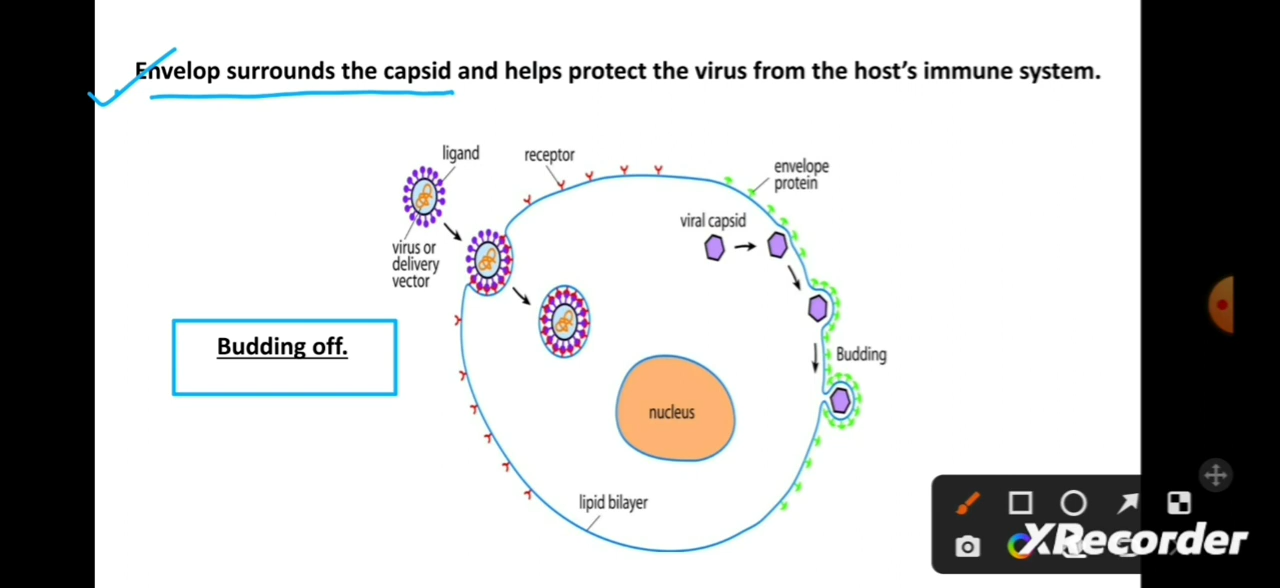 Envelop surrounds the capsid and helps protect the virus from the host's immune system.
ligand
receptor
envelope
protein
viral capsid
virus or
delivery
vector
Budding off.
Budding
nucleus
lipid bilayer
XRecorder